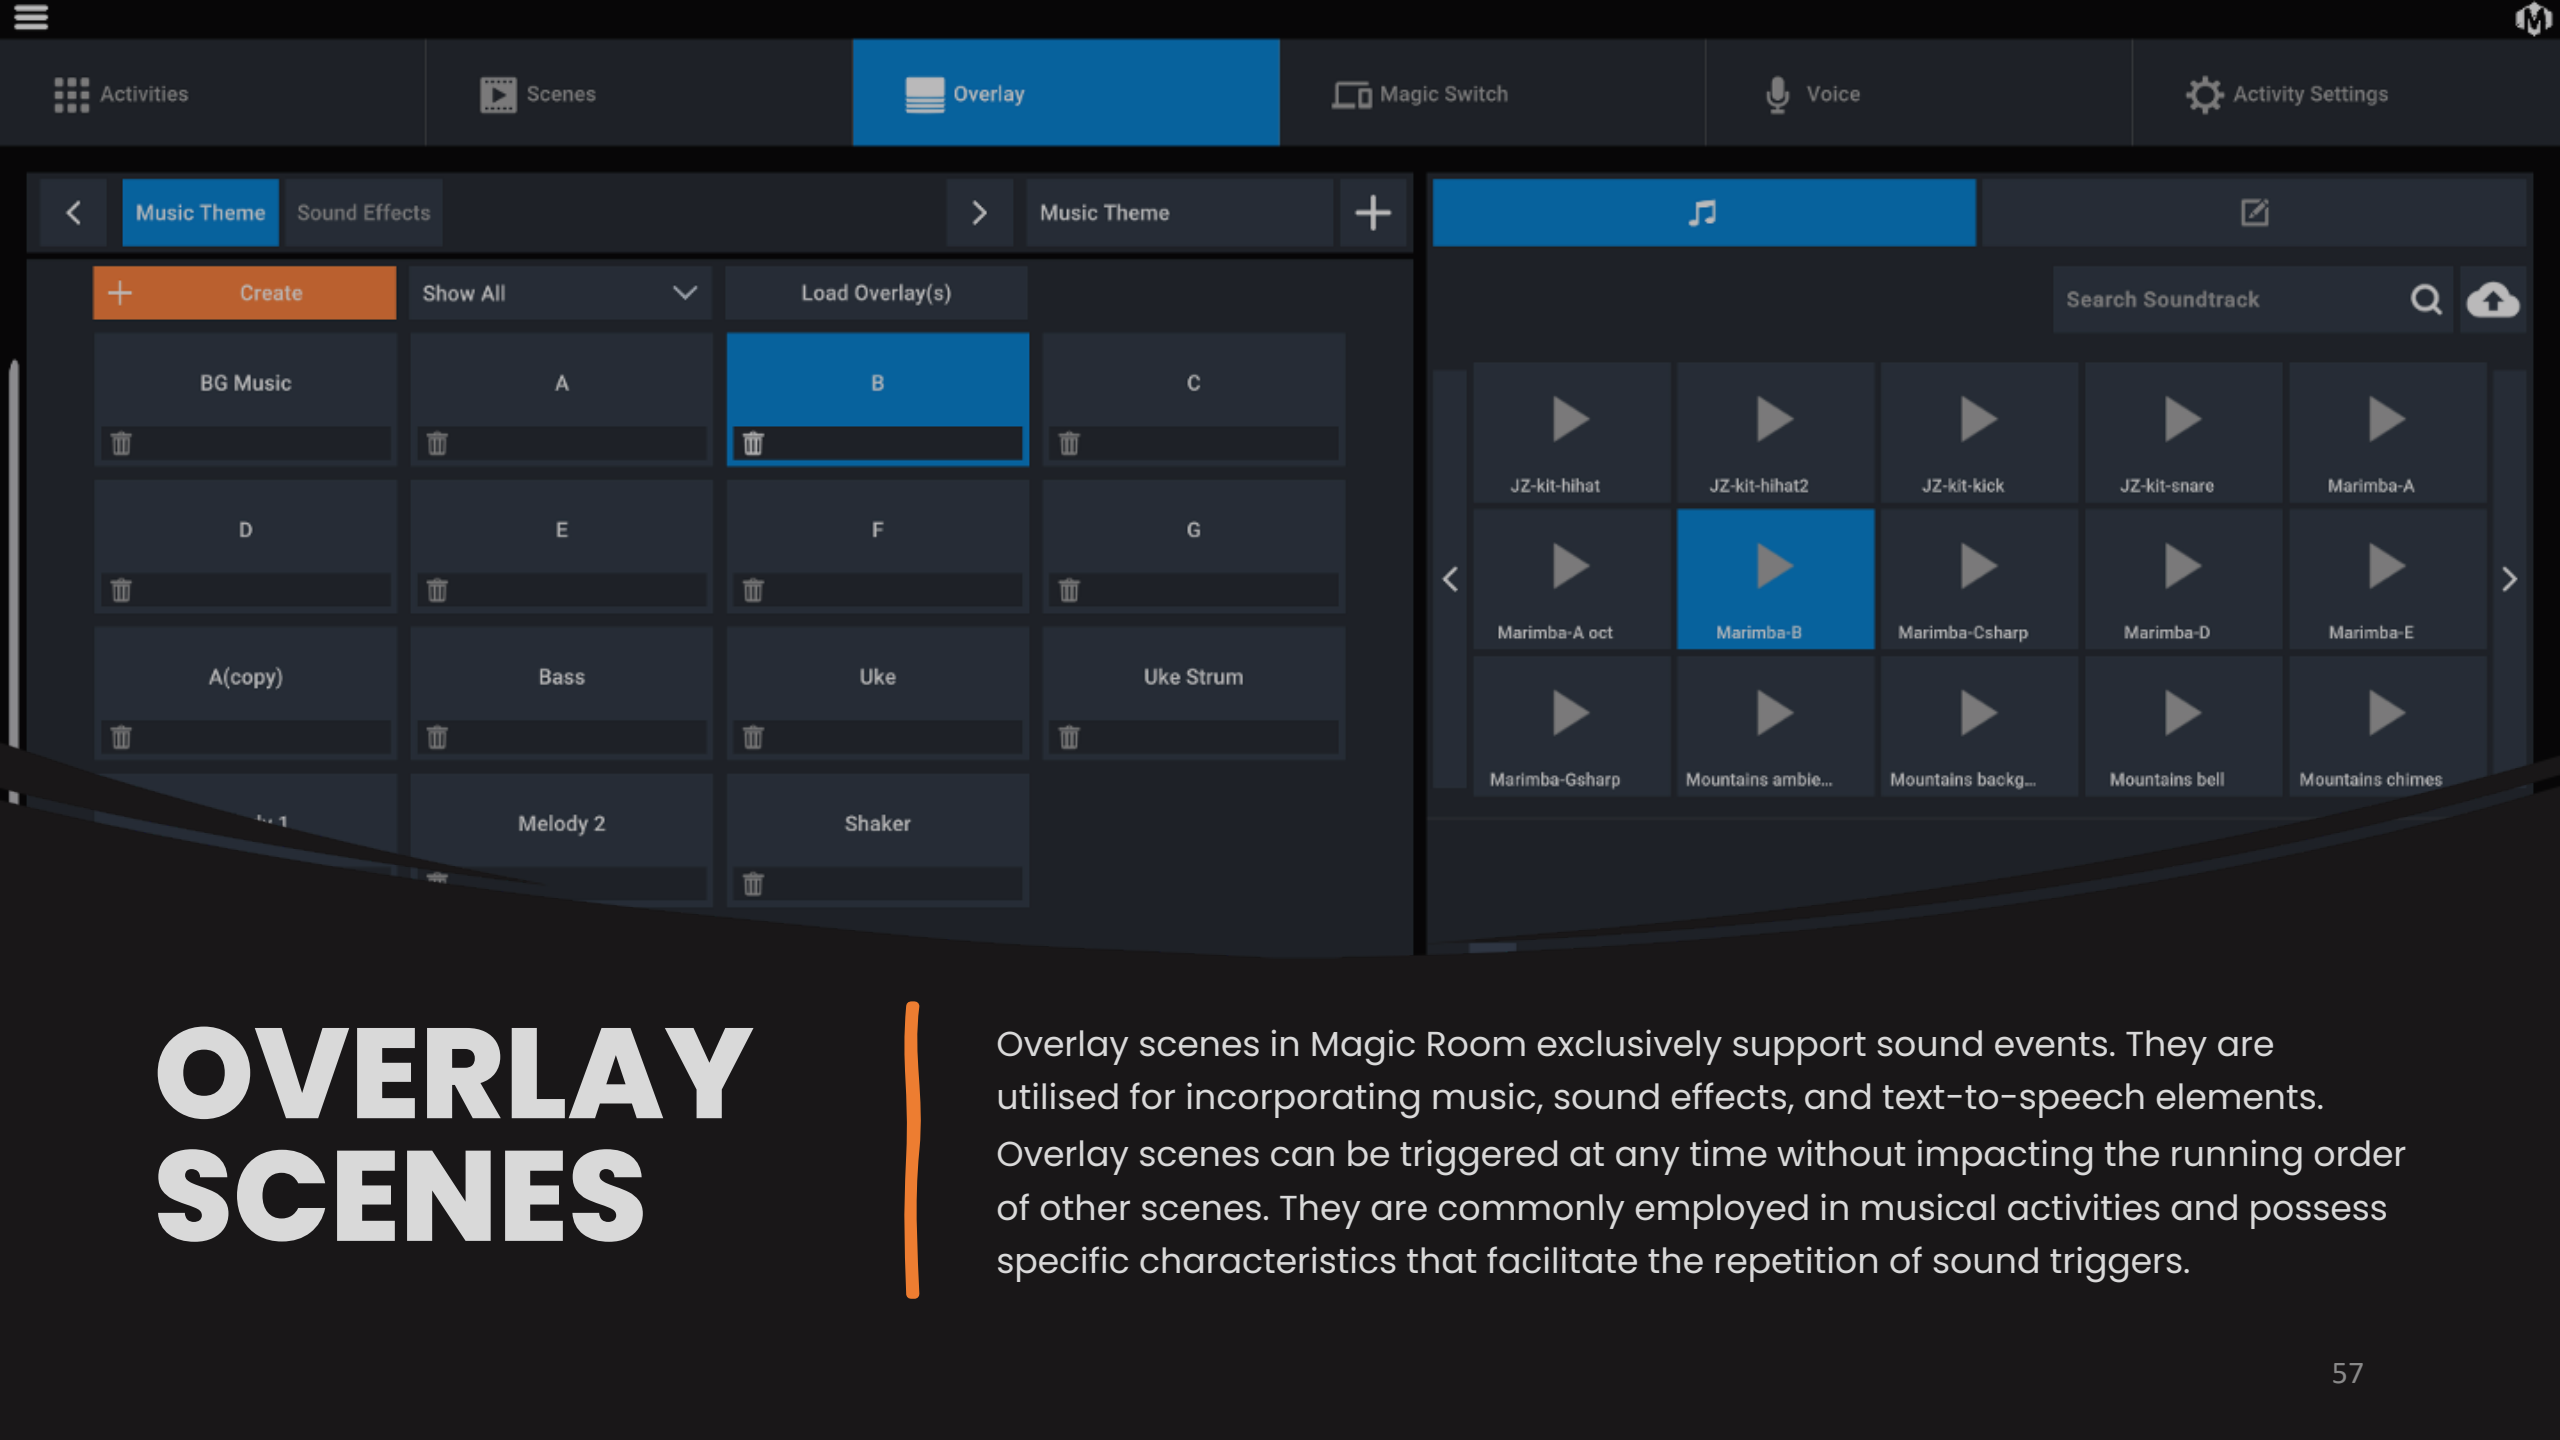 Activities
Scenes
Overlay
Magic Switch
Voice
Activity Settings
Music Theme
Sound Effects
Music Theme
Create
Show All
Load Overlay(s)
BG Music
A
B
C
D
E
F
G
A(copy)
Bass
Uke
Uke Strum
Melody 2
Shaker
Search Soundtrack
JZ-kit-hihat
JZ-kit-hihat2
JZ-kit-kick
JZ-kit-snare
Marimba-A
Marimba-A oct
Marimba-B
Marimba-Csharp
Marimba-D
Marimba-E
Marimba-Gsharp
Mountains ambie...
Mountains backg...
Mountains bell
Mountains chimes
OVERLAY
SCENES
Overlay scenes in Magic Room exclusively support sound events. They are
utilised for incorporating music, sound effects, and text-to-speech elements.
Overlay scenes can be triggered at any time without impacting the running order
of other scenes. They are commonly employed in musical activities and possess
specific characteristics that facilitate the repetition of sound triggers.
57